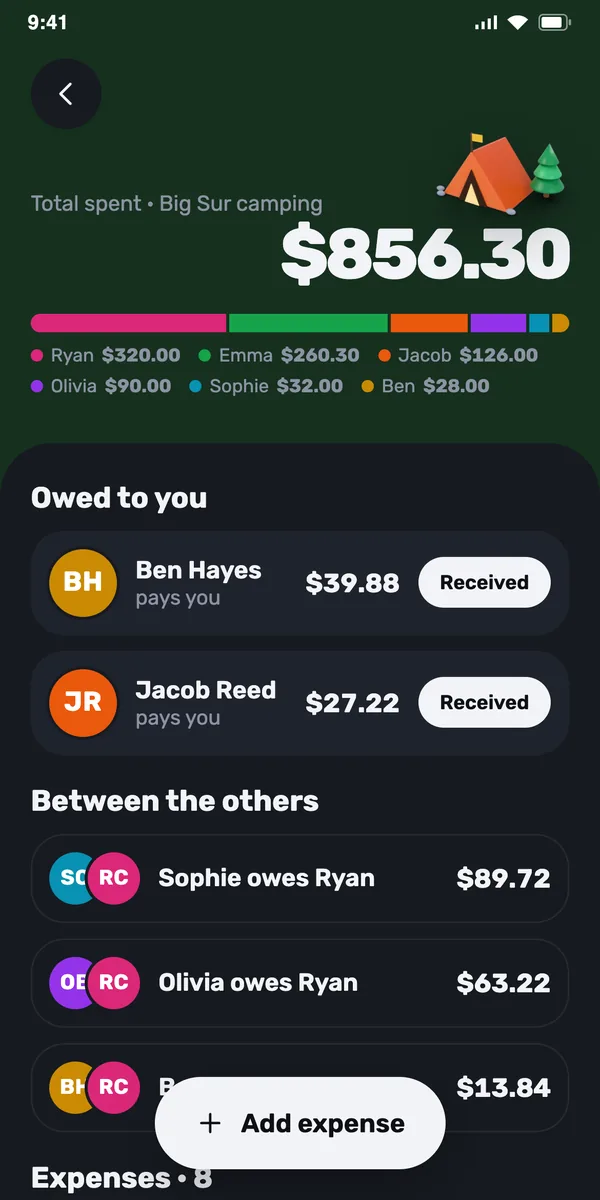 9:41
Total spent • Big Sur camping
$856.30
Ryan $320.00 Emma $260.30 Jacob $126.00
Olivia $90.00 Sophie $32.00 Ben $28.00
Owed to you
BH Ben Hayes $39.88 Received
pays you
JR Jacob Reed $27.22 Received
pays you
Between the others
RC Sophie owes Ryan $89.72
RC Olivia owes Ryan $63.22
BH RC $13.84
+ Add expense
Expenses • 8